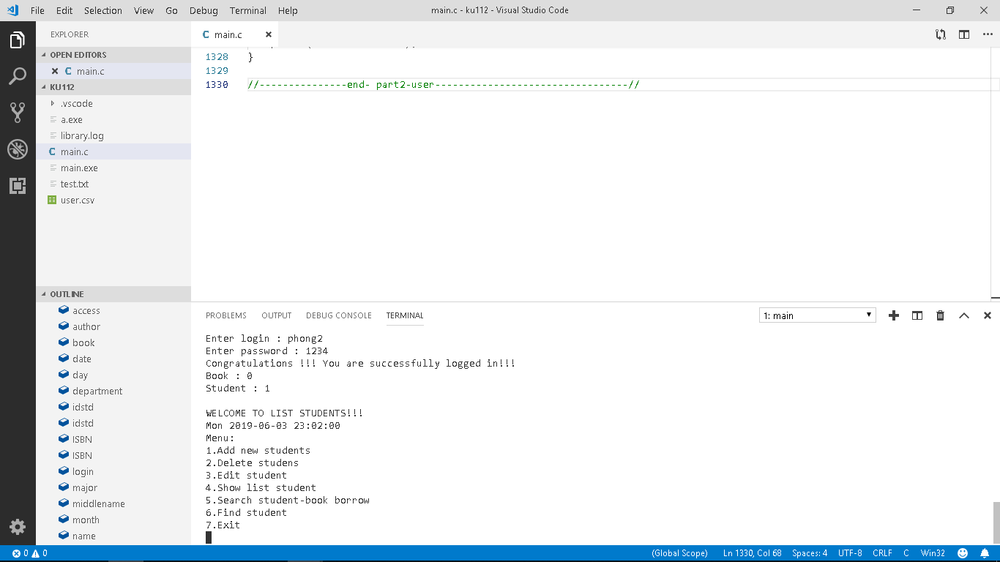 File Edit Selection View Go Debug Terminal Help
main.c - ku112 - Visual Studio Code
EXPLORER
OPEN EDITORS
main.c
KU112
.vscode
a.exe
library.log
main.c
main.exe
test.txt
user.csv
OUTLINE
access
author
book
date
day
department
idstd
idstd
ISBN
ISBN
login
major
middlename
month
name
main.c
1328 }
1329
1330 //---------------end- part2-user---------------------------------//
PROBLEMS OUTPUT DEBUG CONSOLE TERMINAL
1: main
Enter login : phong2
Enter password : 1234
Congratulations !!! You are successfully logged in!!!
Book : 0
Student : 1
WELCOME TO LIST STUDENTS!!!
Mon 2019-06-03 23:02:00
Menu:
1.Add new students
2.Delete studens
3.Edit student
4.Show list student
5.Search student-book borrow
6.Find student
7.Exit
0 0 (Global Scope) Ln 1330, Col 68 Spaces: 4 UTF-8 CRLF C Win32